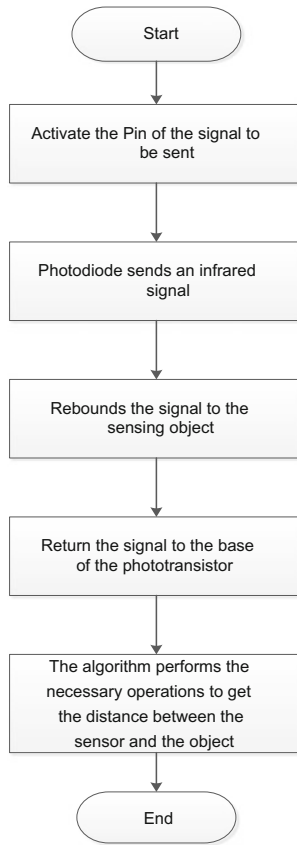 Start
Activate the Pin of the signal to
be sent
Photodiode sends an infrared
signal
Rebounds the signal to the
sensing object
Return the signal to the base
of the phototransistor
The algorithm performs the
necessary operations to get
the distance between the
sensor and the object
End